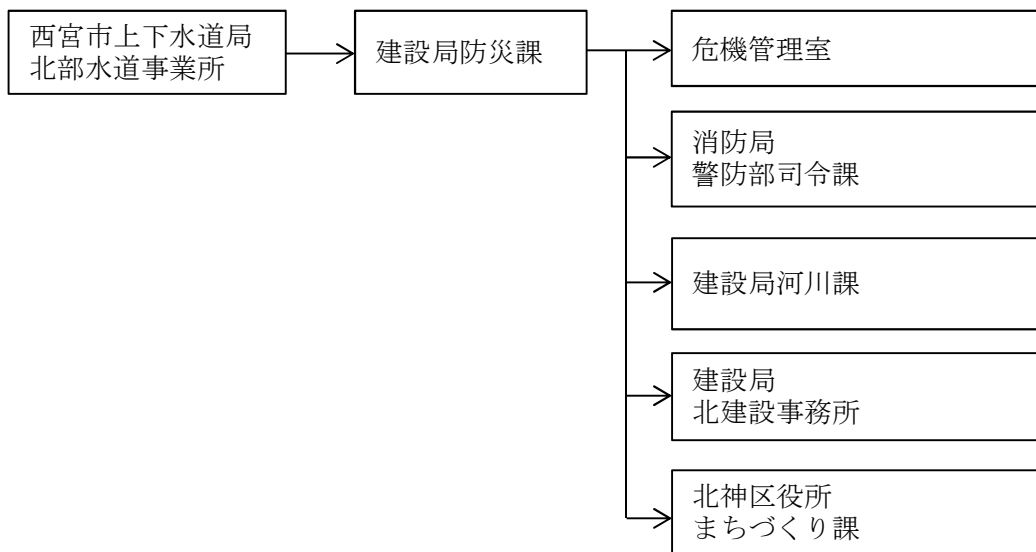 西宮市上下水道局
北部水道事業所
建設局防災課
危機管理室
消防局
警防部司令課
建設局河川課
建設局
北建設事務所
北神区役所
まちづくり課